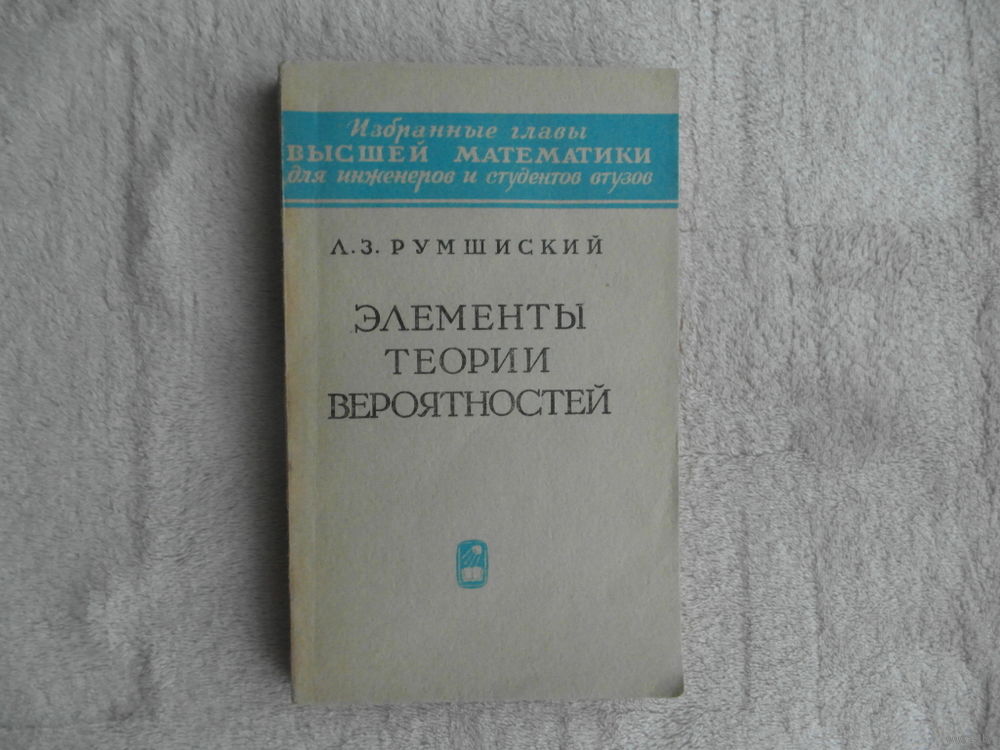 Избранные главы
ВЫСШЕЙ МАТЕМАТИКИ
для инженеров и студентов втузов
Л.З. РУМШИСКИЙ
ЭЛЕМЕНТЫ
ТЕОРИИ
ВЕРОЯТНОСТЕЙ